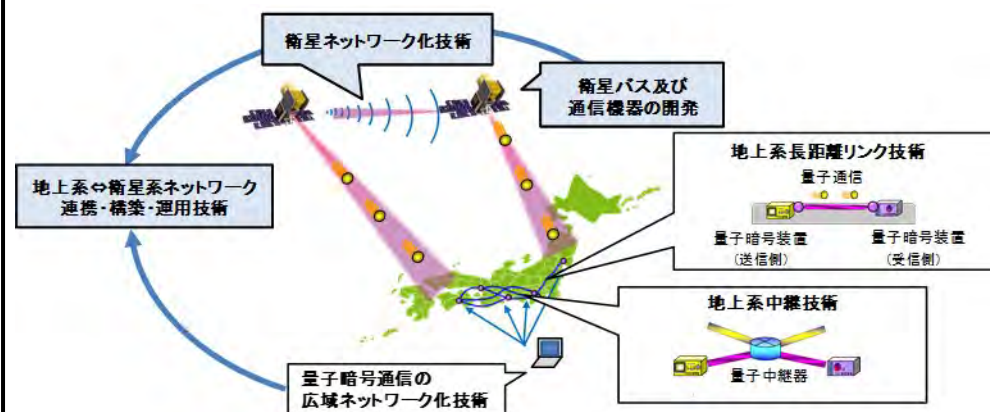 衛星ネットワーク化技術
衛星バス及び
通信機器の開発
地上系⇔衛星系ネットワーク
連携・構築・運用技術
地上系長距離リンク技術
量子通信
量子暗号装置
(送信側)
量子暗号装置
(受信側)
地上系中継技術
量子中継器
量子暗号通信の
広域ネットワーク化技術